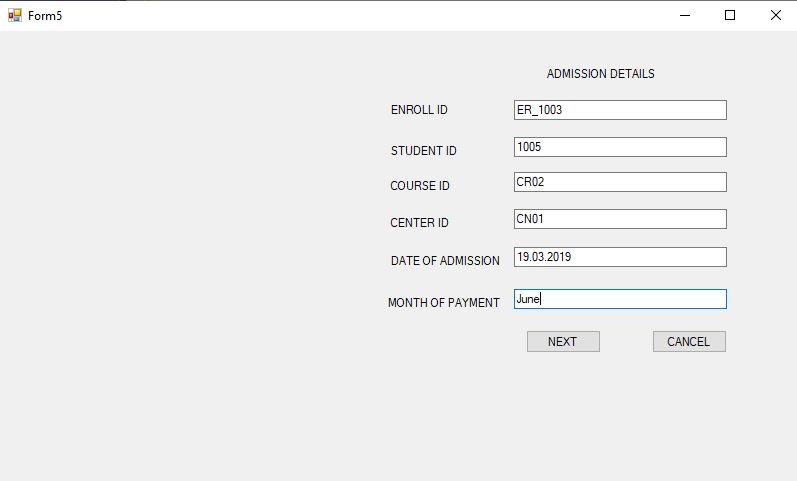 Form5
ADMISSION DETAILS
ENROLL ID ER_1003
STUDENT ID 1005
COURSE ID CR02
CENTER ID CN01
DATE OF ADMISSION 19.03.2019
MONTH OF PAYMENT June
NEXT CANCEL